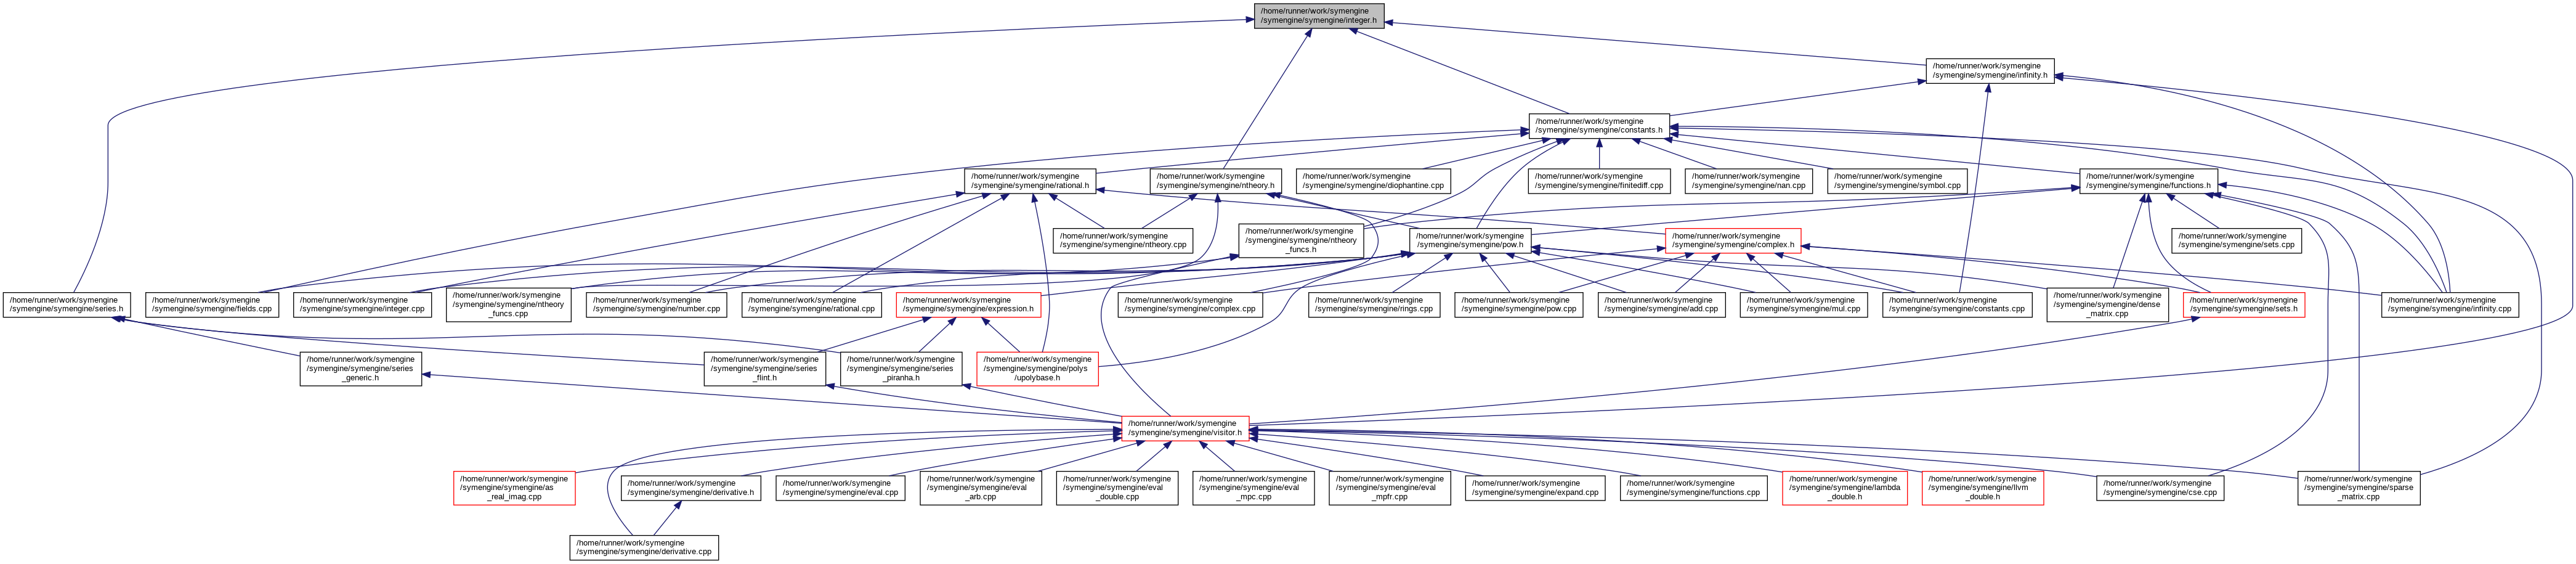 /home/runner/work/symengine
/symengine/symengine/integer.h
/home/runner/work/symengine
/symengine/symengine/infinity.h
/home/runner/work/symengine
/symengine/symengine/constants.h
/home/runner/work/symengine
/symengine/symengine/rational.h
/home/runner/work/symengine
/symengine/symengine/ntheory.h
/home/runner/work/symengine
/symengine/symengine/diophantine.cpp
/home/runner/work/symengine
/symengine/symengine/finitediff.cpp
/home/runner/work/symengine
/symengine/symengine/nan.cpp
/home/runner/work/symengine
/symengine/symengine/symbol.cpp
/home/runner/work/symengine
/symengine/symengine/functions.h
/home/runner/work/symengine
/symengine/symengine/ntheory.cpp
/home/runner/work/symengine
/symengine/symengine/ntheory
_funcs.h
/home/runner/work/symengine
/symengine/symengine/pow.h
/home/runner/work/symengine
/symengine/symengine/complex.h
/home/runner/work/symengine
/symengine/symengine/sets.cpp
/home/runner/work/symengine
/symengine/symengine/series.h
/home/runner/work/symengine
/symengine/symengine/fields.cpp
/home/runner/work/symengine
/symengine/symengine/integer.cpp
/home/runner/work/symengine
/symengine/symengine/ntheory
_funcs.cpp
/home/runner/work/symengine
/symengine/symengine/number.cpp
/home/runner/work/symengine
/symengine/symengine/rational.cpp
/home/runner/work/symengine
/symengine/symengine/expression.h
/home/runner/work/symengine
/symengine/symengine/complex.cpp
/home/runner/work/symengine
/symengine/symengine/rings.cpp
/home/runner/work/symengine
/symengine/symengine/pow.cpp
/home/runner/work/symengine
/symengine/symengine/add.cpp
/home/runner/work/symengine
/symengine/symengine/mul.cpp
/home/runner/work/symengine
/symengine/symengine/constants.cpp
/home/runner/work/symengine
/symengine/symengine/dense
_matrix.cpp
/home/runner/work/symengine
/symengine/symengine/sets.h
/home/runner/work/symengine
/symengine/symengine/infinity.cpp
/home/runner/work/symengine
/symengine/symengine/series
_generic.h
/home/runner/work/symengine
/symengine/symengine/series
_flint.h
/home/runner/work/symengine
/symengine/symengine/series
_piranha.h
/home/runner/work/symengine
/symengine/symengine/polys
/upolybase.h
/home/runner/work/symengine
/symengine/symengine/visitor.h
/home/runner/work/symengine
/symengine/symengine/as
_real_imag.cpp
/home/runner/work/symengine
/symengine/symengine/derivative.h
/home/runner/work/symengine
/symengine/symengine/eval.cpp
/home/runner/work/symengine
/symengine/symengine/eval
_arb.cpp
/home/runner/work/symengine
/symengine/symengine/eval
_double.cpp
/home/runner/work/symengine
/symengine/symengine/eval
_mpc.cpp
/home/runner/work/symengine
/symengine/symengine/eval
_mpfr.cpp
/home/runner/work/symengine
/symengine/symengine/expand.cpp
/home/runner/work/symengine
/symengine/symengine/functions.cpp
/home/runner/work/symengine
/symengine/symengine/lambda
_double.h
/home/runner/work/symengine
/symengine/symengine/llvm
_double.h
/home/runner/work/symengine
/symengine/symengine/cse.cpp
/home/runner/work/symengine
/symengine/symengine/sparse
_matrix.cpp
/home/runner/work/symengine
/symengine/symengine/derivative.cpp